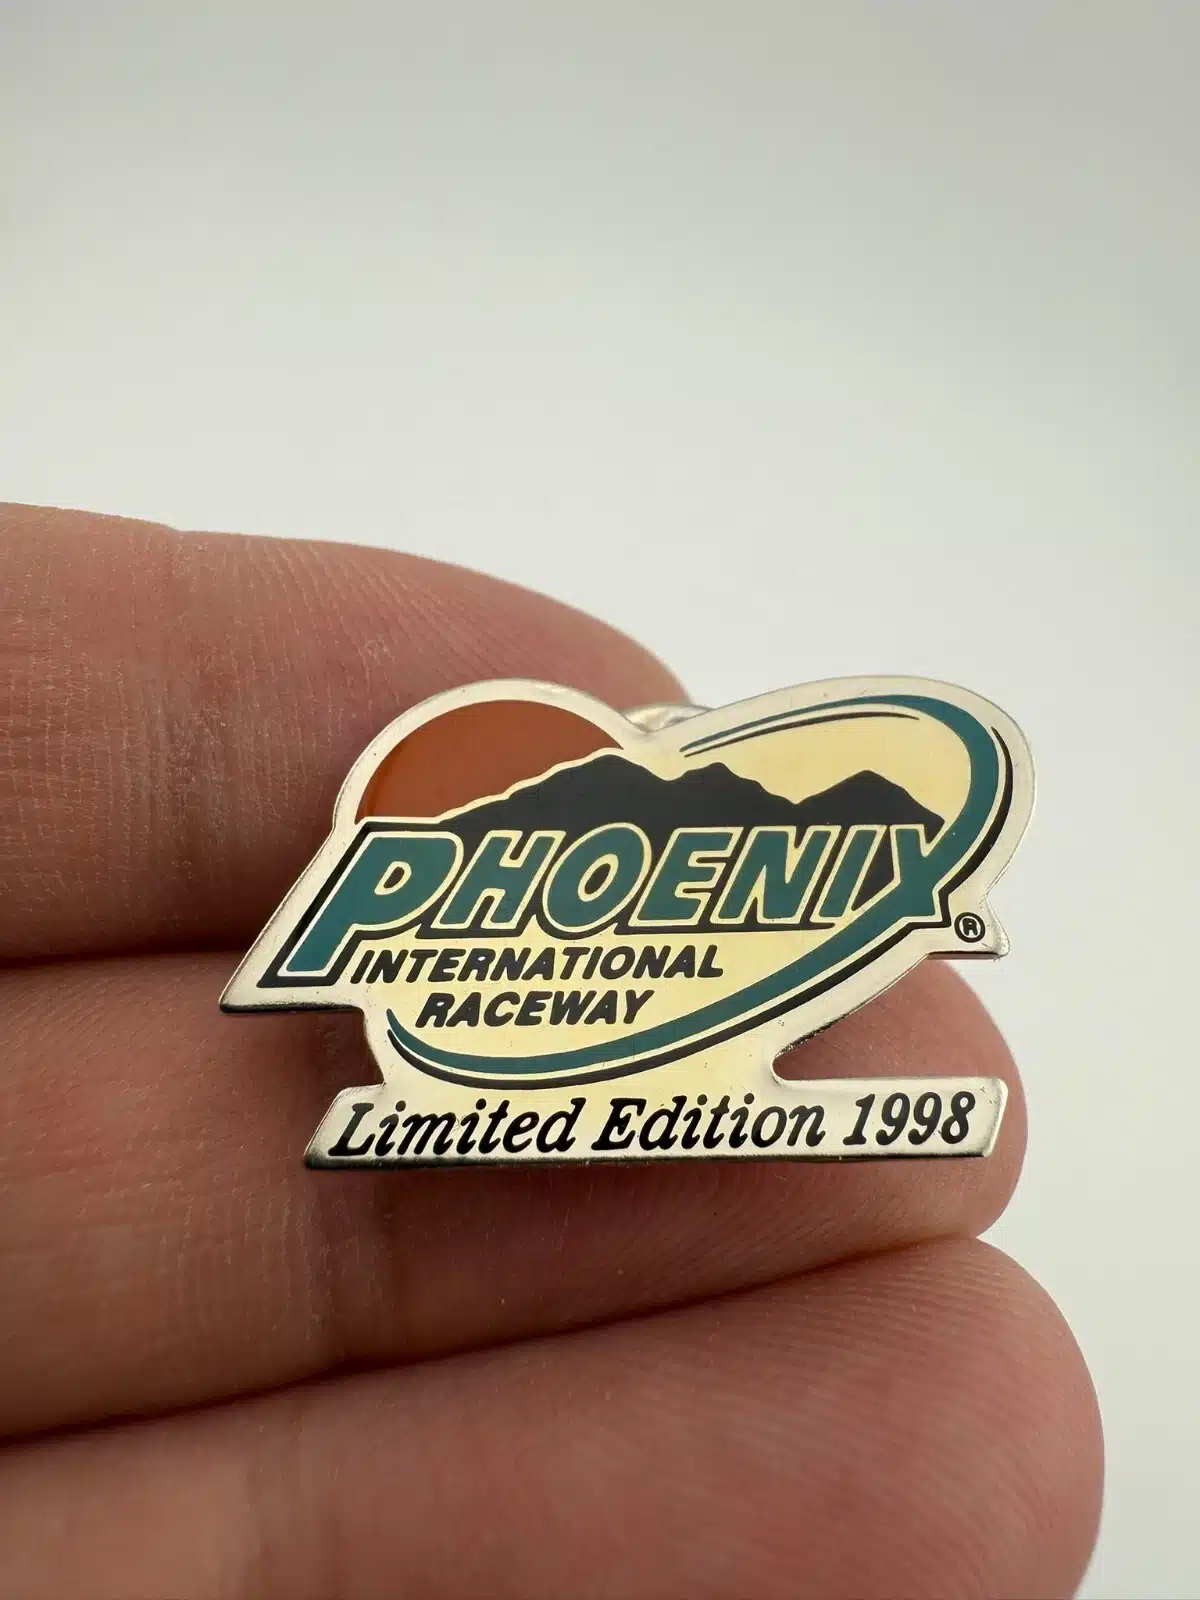 PHOENIX
®
INTERNATIONAL
RACEWAY
Limited Edition 1998